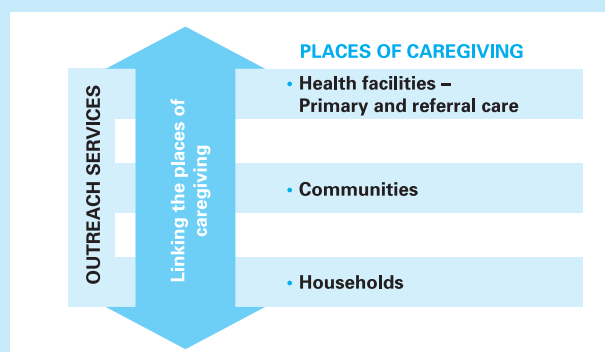 PLACES OF CAREGIVING
• Health facilities –
Primary and referral care
• Communities
• Households
OUTREACH SERVICES
Linking the places of
caregiving